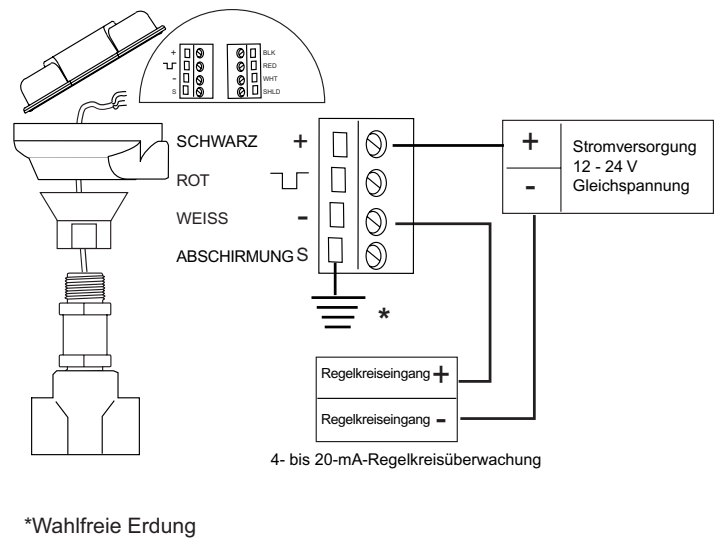 + BLK
RED
- WHT
S SHLD
SCHWARZ +
ROT
WEISS -
ABSCHIRMUNG S
*
+ Stromversorgung
12 - 24 V
- Gleichspannung
Regelkreiseingang +
Regelkreiseingang -
4- bis 20-mA-Regelkreisüberwachung
*Wahlfreie Erdung